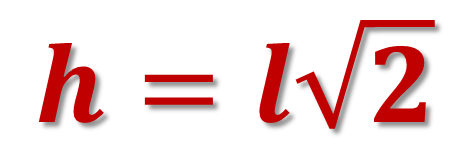 h = l√2